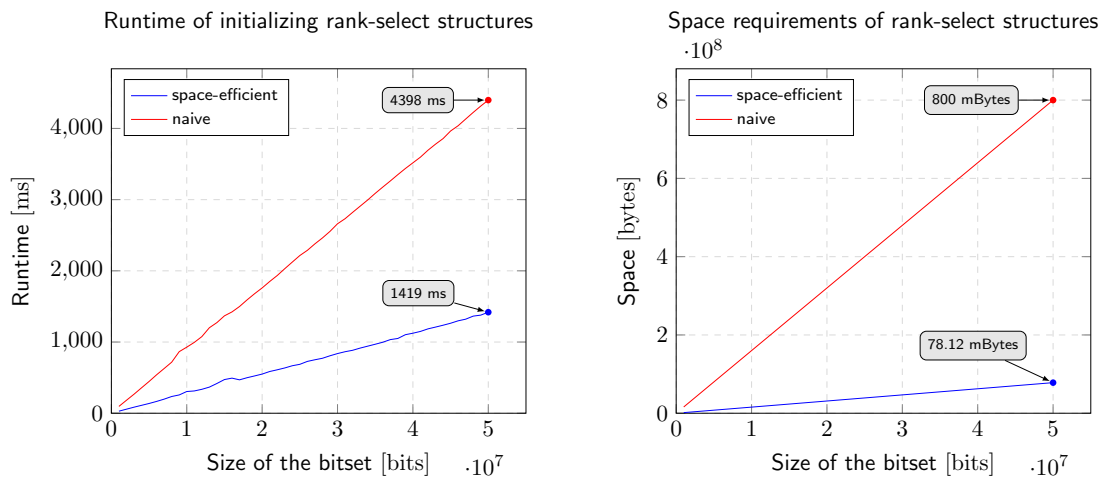 Runtime of initializing rank-select structures
space-efficient
naive
4398 ms
1419 ms
4,000
3,000
2,000
1,000
0
0 1 2 3 4 5
·10^7
Runtime [ms]
Size of the bitset [bits]
Space requirements of rank-select structures
·10^8
space-efficient
naive
800 mBytes
78.12 mBytes
8
6
4
2
0
0 1 2 3 4 5
·10^7
Space [bytes]
Size of the bitset [bits]